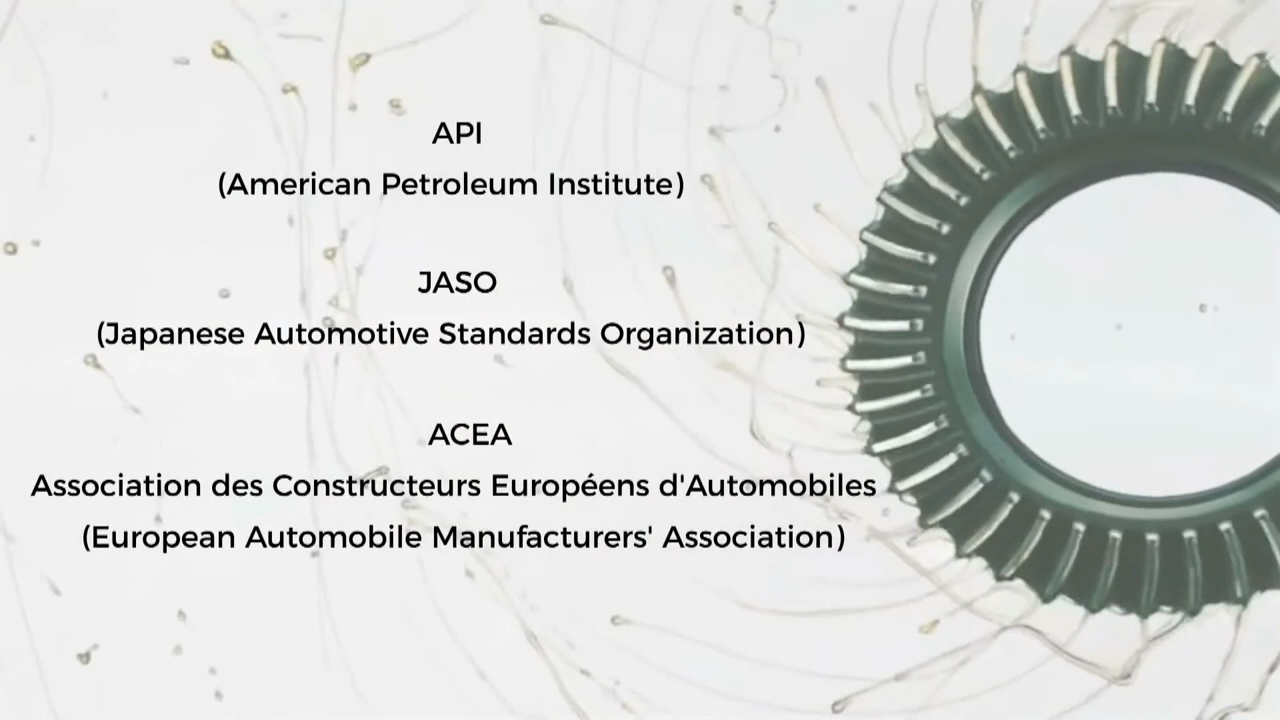 API
(American Petroleum Institute)
JASO
(Japanese Automotive Standards Organization)
ACEA
Association des Constructeurs Européens d'Automobiles
(European Automobile Manufacturers' Association)